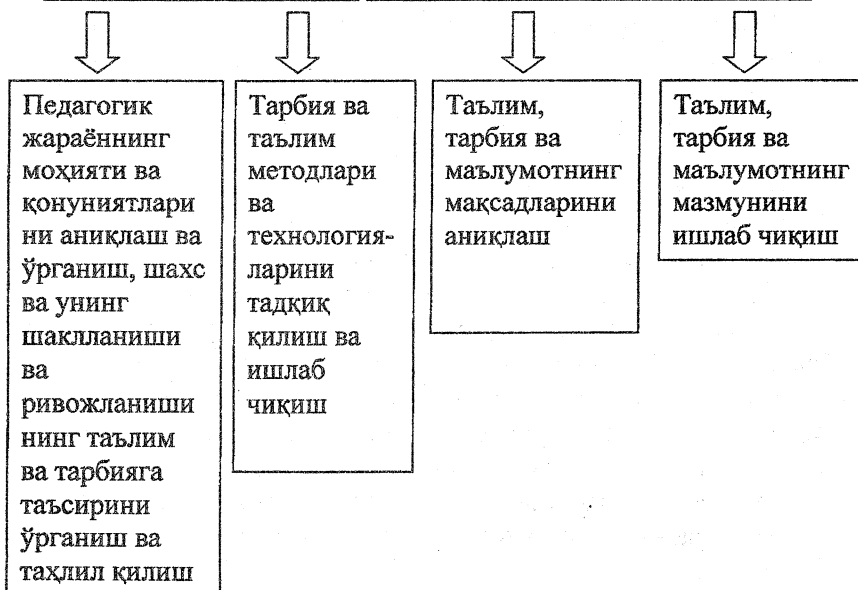 Педагогик
жараённинг
моҳияти ва
қонуниятлари
ни аниқлаш ва
ўрганиш, шахс
ва унинг
шаклланиши
ва
ривожланиши
нинг таълим
ва тарбияга
таъсирини
ўрганиш ва
таҳлил қилиш
Тарбия ва
таълим
методлари
ва
технология-
ларини
тадқиқ
қилиш ва
ишлаб
чиқиш
Таълим,
тарбия ва
маълумотнинг
мақсадларини
аниқлаш
Таълим,
тарбия ва
маълумотнинг
мазмунини
ишлаб чиқиш